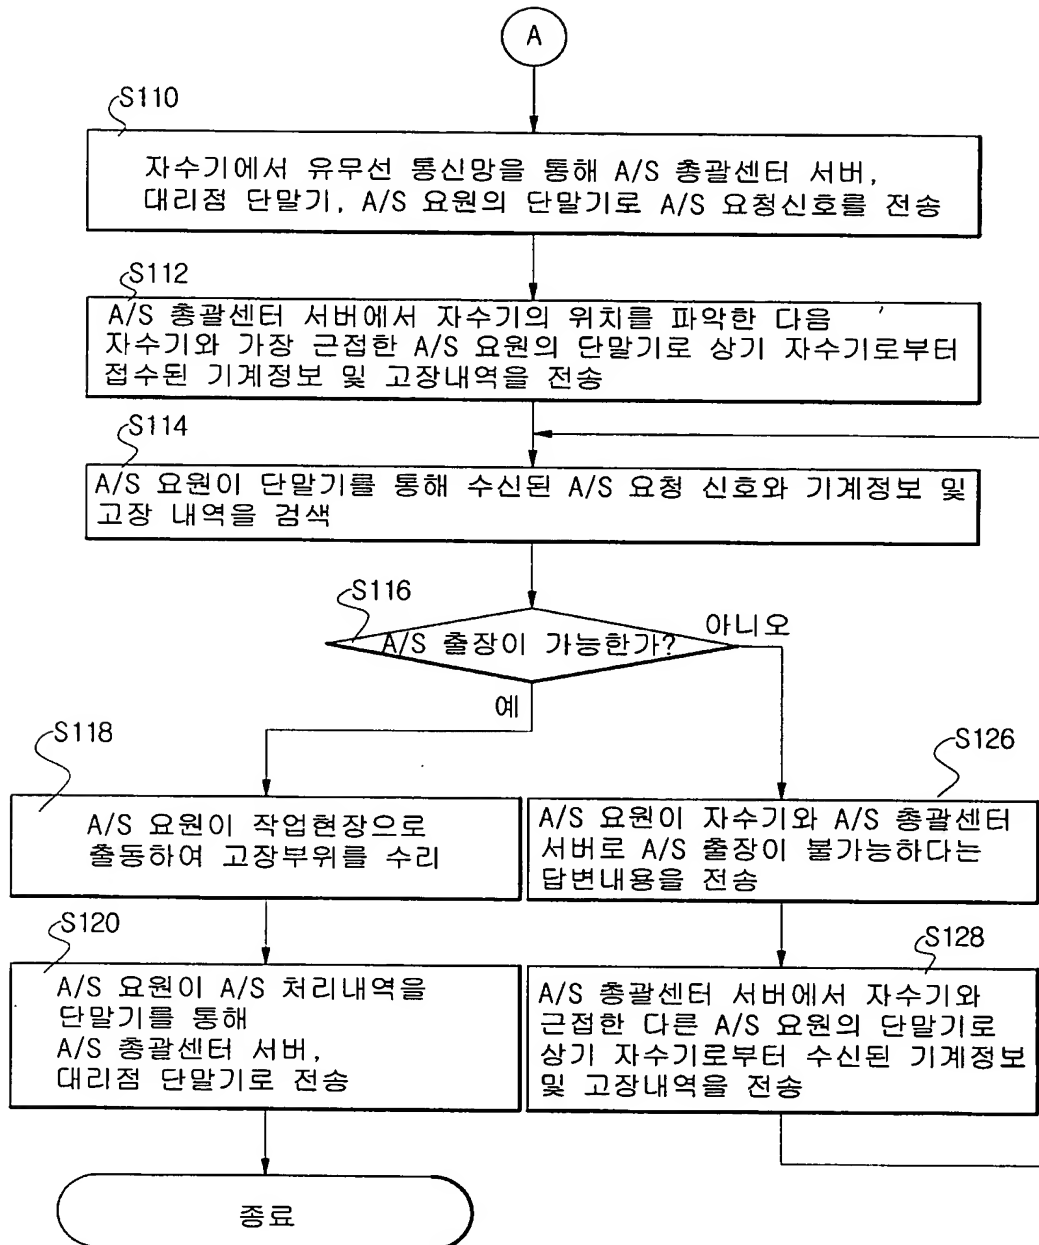 A
S110
자수기에서 유무선 통신망을 통해 A/S 총괄센터 서버,
대리점 단말기, A/S 요원의 단말기로 A/S 요청신호를 전송
S112
A/S 총괄센터 서버에서 자수기의 위치를 파악한 다음
자수기와 가장 근접한 A/S 요원의 단말기로 상기 자수기로부터
접수된 기계정보 및 고장내역을 전송
S114
A/S 요원이 단말기를 통해 수신된 A/S 요청 신호와 기계정보 및
고장 내역을 검색
S116
A/S 출장이 가능한가?
아니오
예
S118
A/S 요원이 작업현장으로
출동하여 고장부위를 수리
S126
A/S 요원이 자수기와 A/S 총괄센터
서버로 A/S 출장이 불가능하다는
답변내용을 전송
S120
A/S 요원이 A/S 처리내역을
단말기를 통해
A/S 총괄센터 서버,
대리점 단말기로 전송
S128
A/S 총괄센터 서버에서 자수기와
근접한 다른 A/S 요원의 단말기로
상기 자수기로부터 수신된 기계정보
및 고장내역을 전송
종료